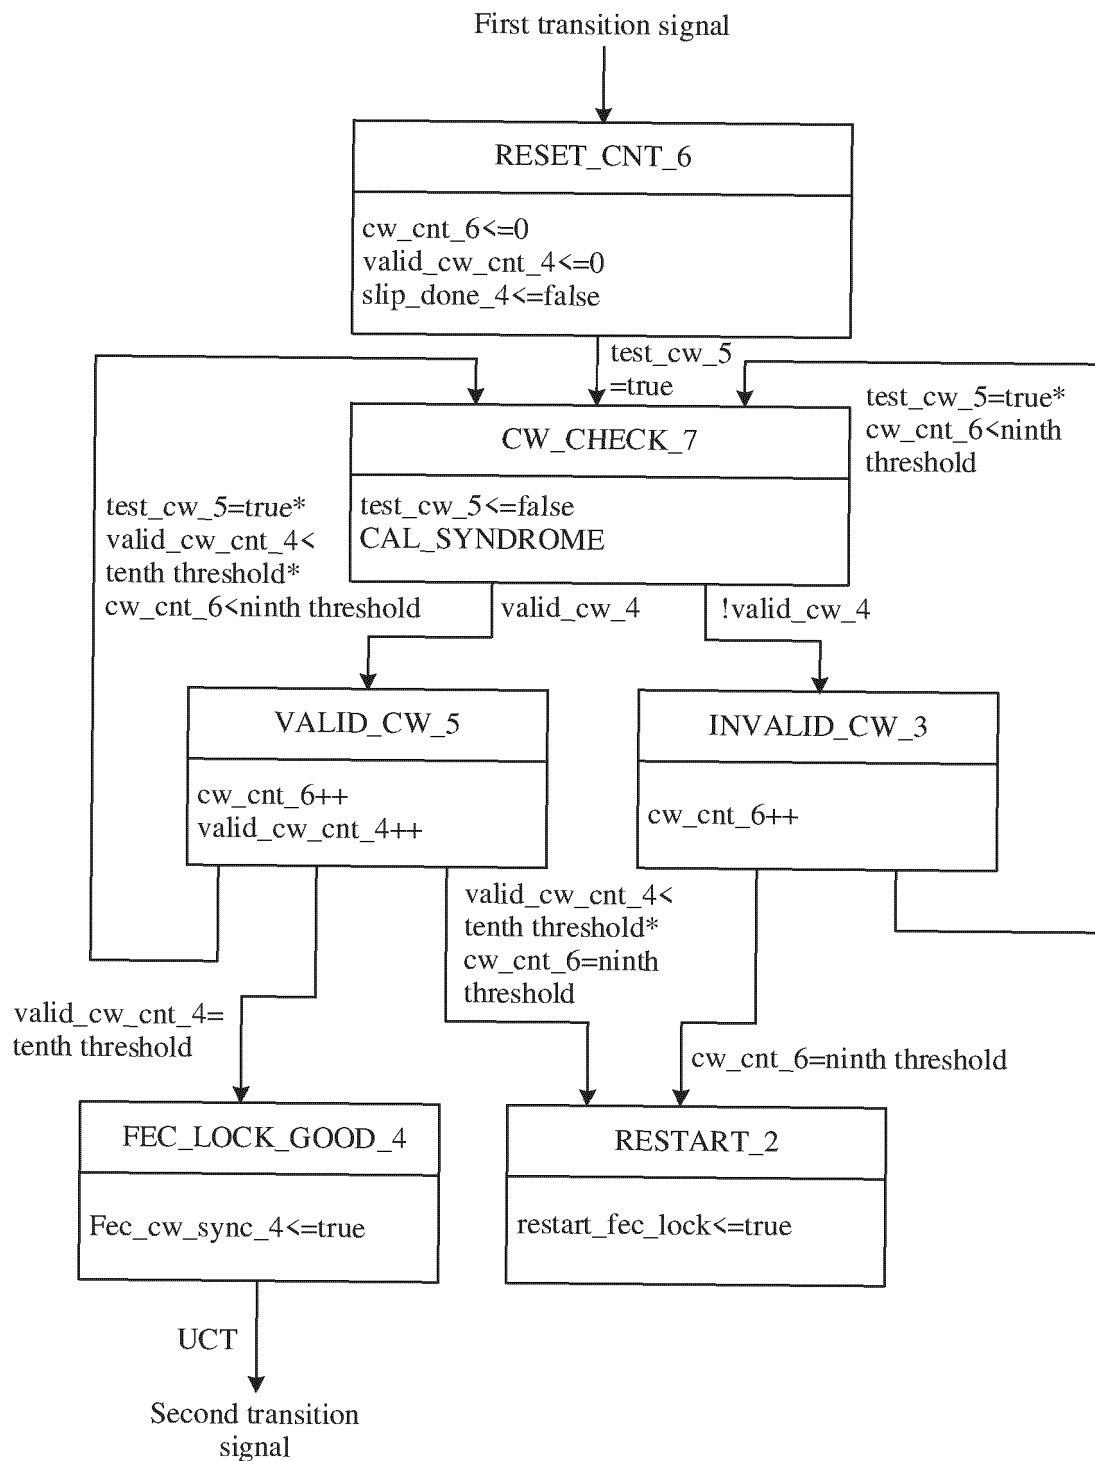 First transition signal
RESET_CNT_6
cw_cnt_6<=0
valid_cw_cnt_4<=0
slip_done_4<=false
test_cw_5
=true
test_cw_5=true*
cw_cnt_6<ninth
threshold
CW_CHECK_7
test_cw_5<=false
CAL_SYNDROME
test_cw_5=true*
valid_cw_cnt_4<
tenth threshold*
cw_cnt_6<ninth threshold
valid_cw_4
!valid_cw_4
VALID_CW_5
cw_cnt_6++
valid_cw_cnt_4++
INVALID_CW_3
cw_cnt_6++
valid_cw_cnt_4<
tenth threshold*
cw_cnt_6=ninth
threshold
valid_cw_cnt_4=
tenth threshold
cw_cnt_6=ninth threshold
FEC_LOCK_GOOD_4
Fec_cw_sync_4<=true
RESTART_2
restart_fec_lock<=true
UCT
Second transition
signal